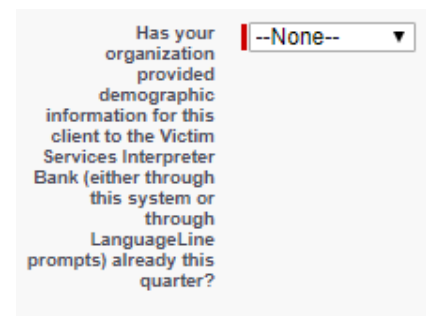 Has your
organization
provided
demographic
information for this
client to the Victim
Services Interpreter
Bank (either through
this system or
through
LanguageLine
prompts) already this
quarter?
--None--